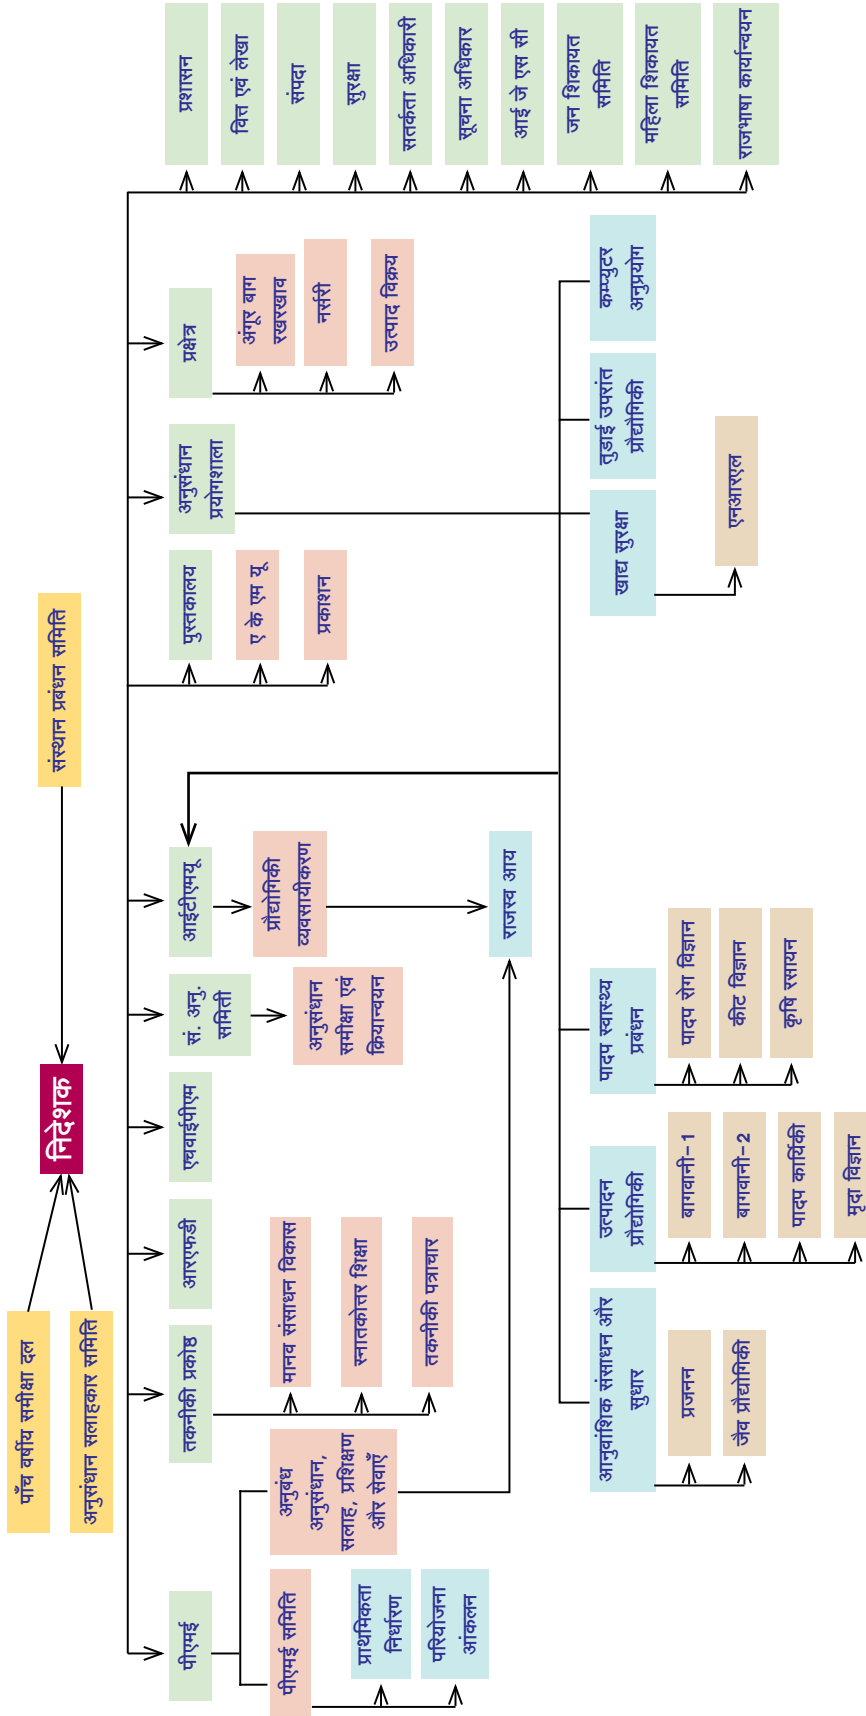 पाँच वर्षीय समीक्षा दल
अनुसंधान सलाहकार समिति
निदेशक
संस्थान प्रबंधन समिति
पीएमई
तकनीकी प्रकोष्ठ
आरएफडी
एचवाईपीएम
सं. अनु.
समिती
आईटीएमयू
पुस्तकालय
अनुसंधान
प्रयोगशाला
प्रक्षेत्र
प्रशासन
वित्त एवं लेखा
संपदा
सुरक्षा
सतर्कता अधिकारी
सूचना अधिकार
आई जे एस सी
जन शिकायत
समिति
महिला शिकायत
समिति
राजभाषा कार्यान्वयन
पीएमई समिति
अनुबंध
अनुसंधान,
सलाह, प्रशिक्षण
और सेवाएँ
प्राथमिकता
निर्धारण
परियोजना
आंकलन
मानव संसाधन विकास
स्नातकोत्तर शिक्षा
तकनीकी पत्राचार
अनुसंधान
समीक्षा एवं
क्रियान्वयन
प्रौद्योगिकी
व्यवसायीकरण
राजस्व आय
ए के एम यू
प्रकाशन
अंगूर बाग
रखरखाव
नर्सरी
उत्पाद विक्रय
आनुवांशिक संसाधन और
सुधार
उत्पादन
प्रौद्योगिकी
पादप स्वास्थ्य
प्रबंधन
खाद्य सुरक्षा
तुडाई उपरांत
प्रौद्यौगिकी
कम्प्युटर
अनुप्रयोग
प्रजनन
जैव प्रौद्योगिकी
बागवानी–1
बागवानी–2
पादप कार्यिकी
मृदा विज्ञान
पादप रोग विज्ञान
कीट विज्ञान
कृषि रसायन
एनआरएल